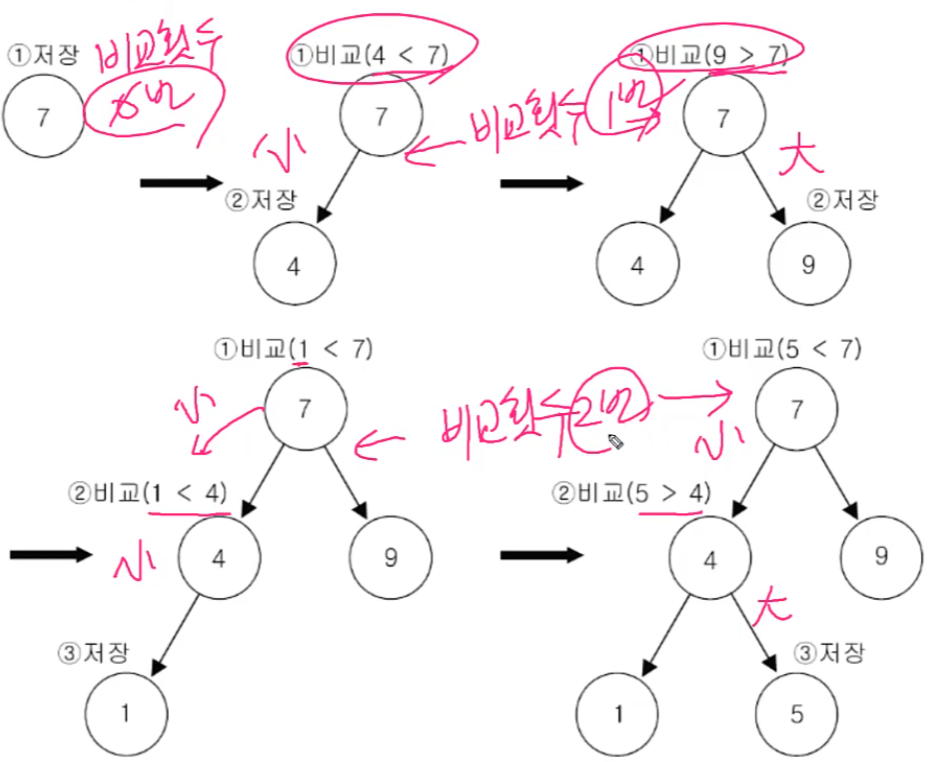 ①저장
비교횟수
0번
7
①비교(4 < 7)
7
小
②저장
4
비교횟수 1번
①비교(9 > 7)
7
大
②저장
4
9
①비교(1 < 7)
7
小
②비교(1 < 4)
4
9
小
③저장
1
비교횟수 2번
①비교(5 < 7)
7
小
②비교(5 > 4)
4
9
大
③저장
1
5